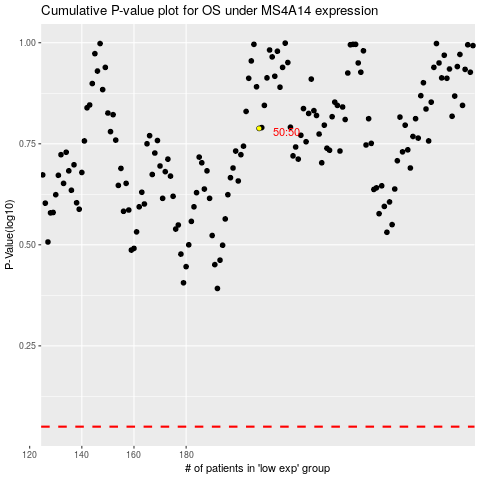 Cumulative P-value plot for OS under MS4A14 expression
P-Value(log10)
1.00
0.75
0.50
0.25
50:50
120 140 160 180
# of patients in 'low exp' group